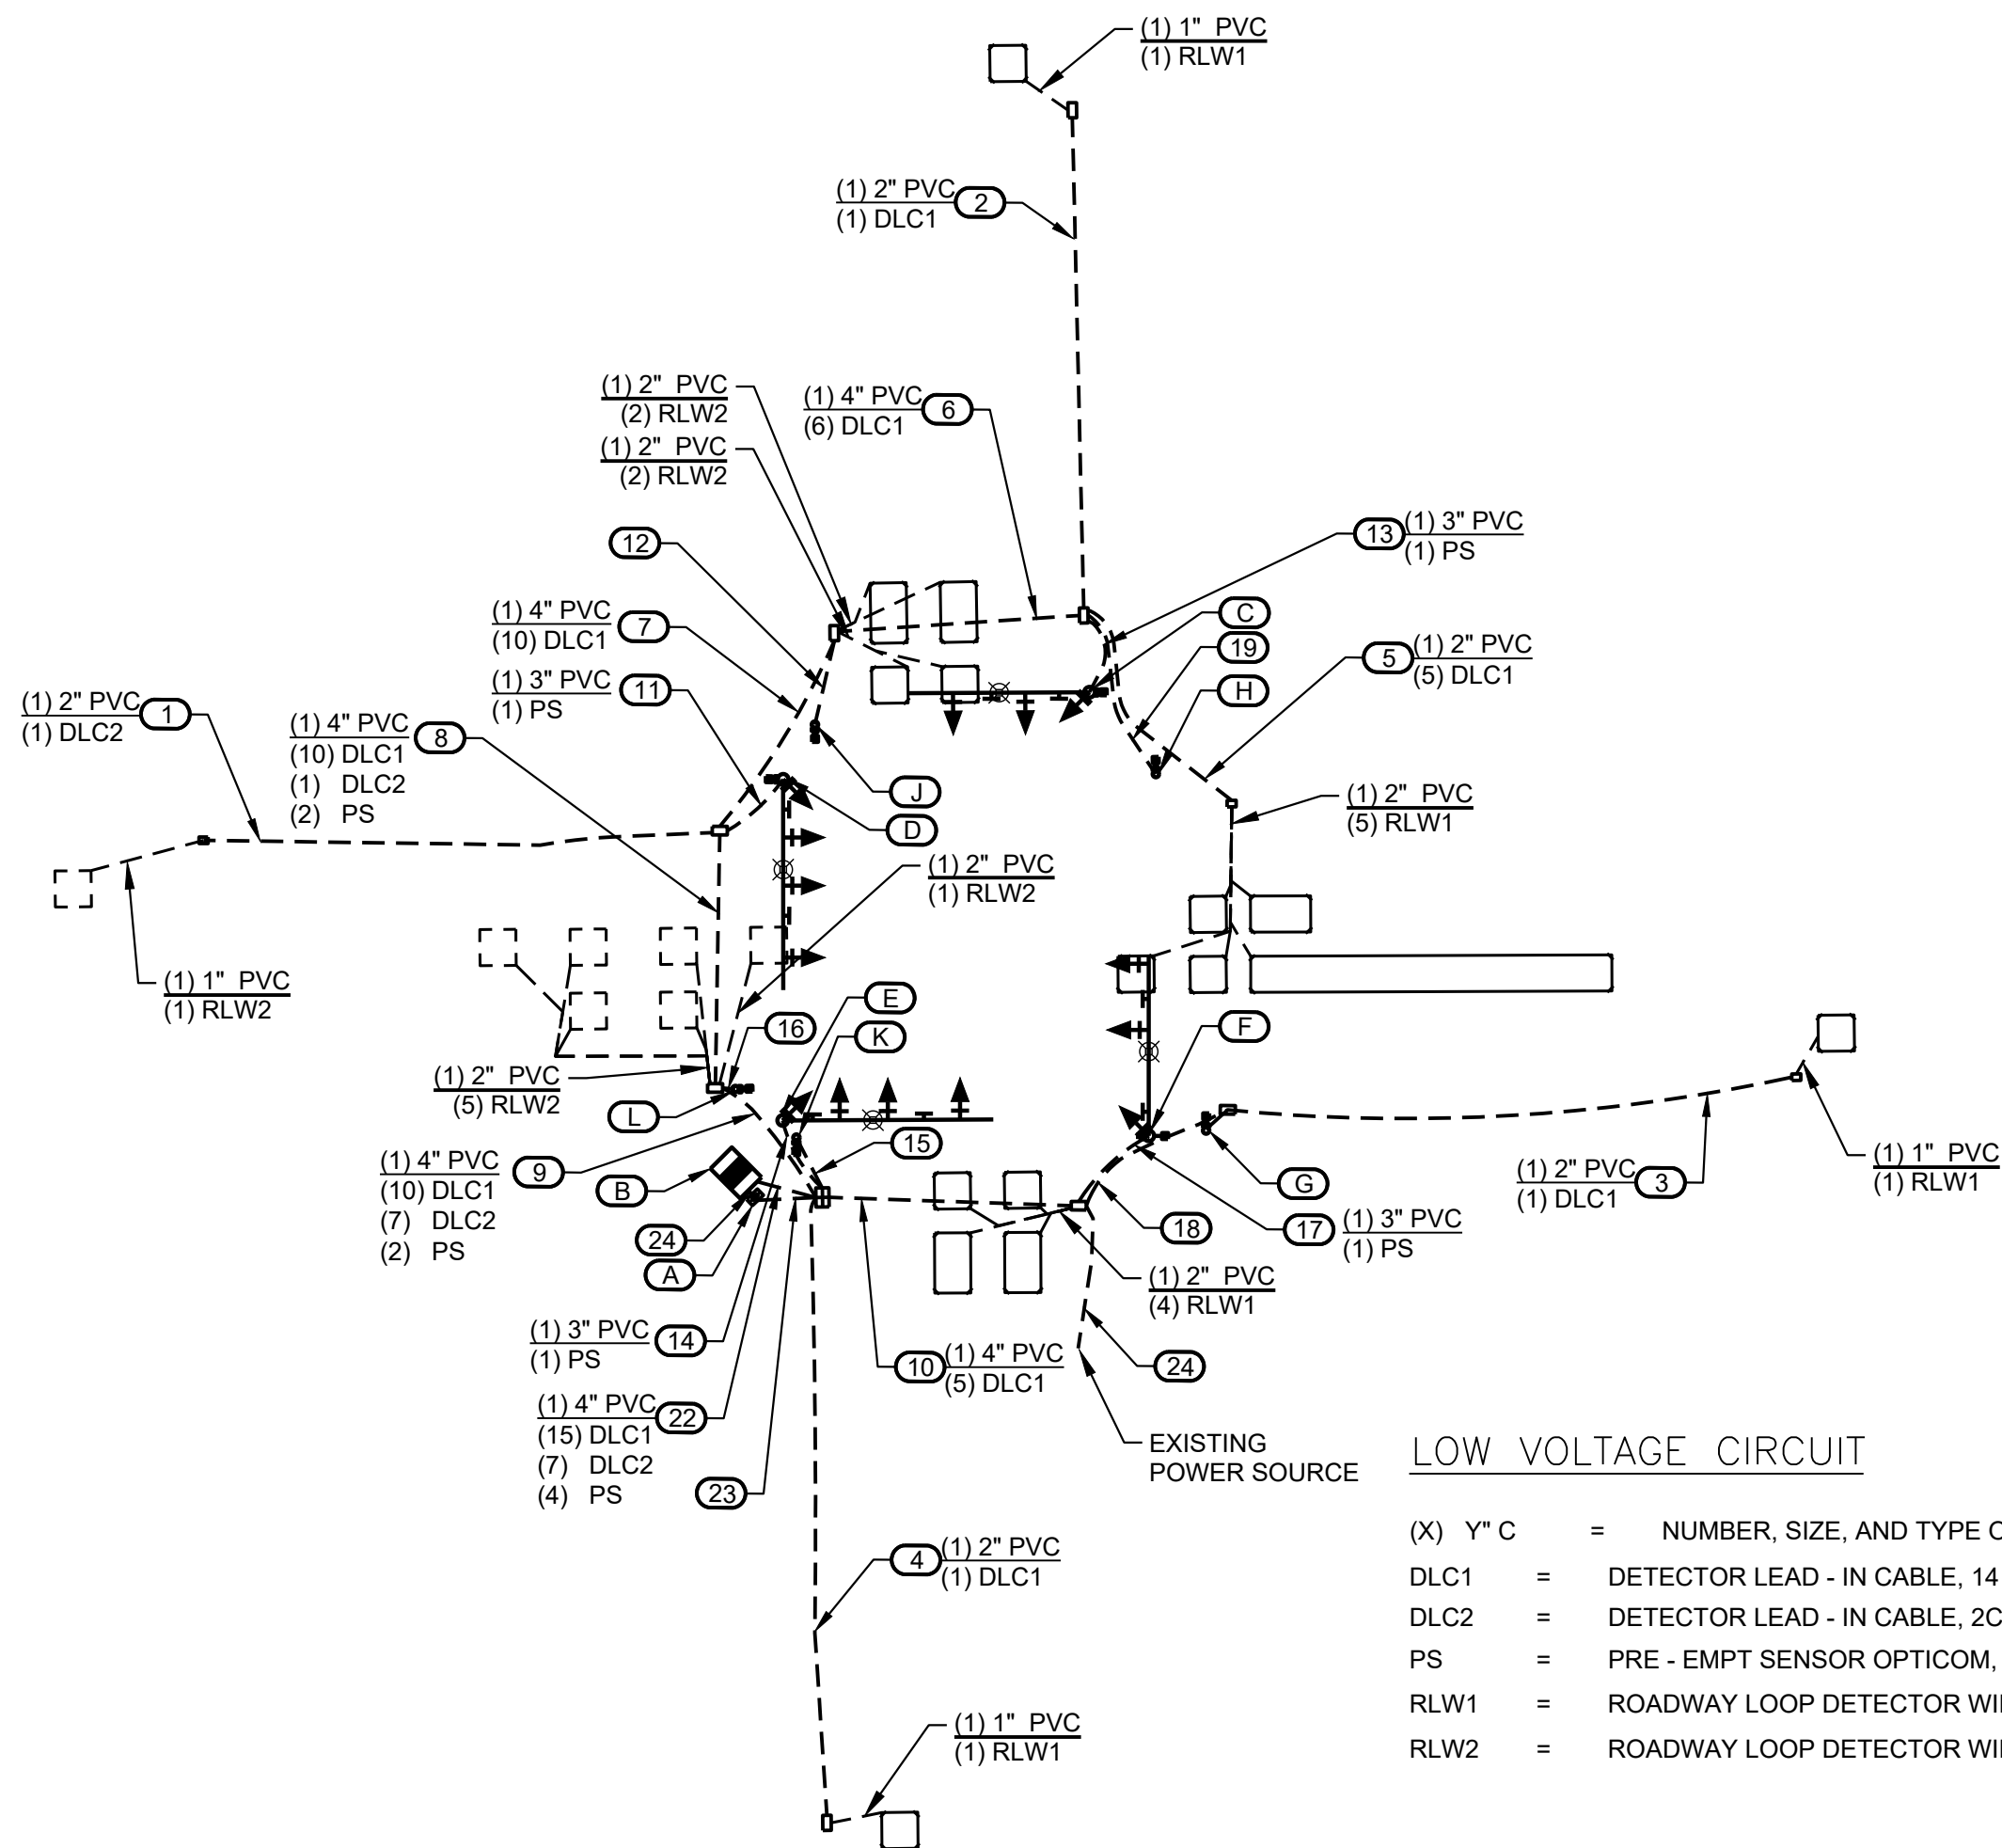 (1) 1" PVC
(1) RLW1
(1) 2" PVC
(1) DLC1
2
(1) 2" PVC
(2) RLW2
(1) 2" PVC
(2) RLW2
(1) 4" PVC
(6) DLC1
6
12
13
(1) 3" PVC
(1) PS
(1) 4" PVC
(10) DLC1
7
C
19
5
(1) 2" PVC
(5) DLC1
(1) 3" PVC
(1) PS
11
H
(1) 2" PVC
(1) DLC2
1
(1) 4" PVC
(10) DLC1
(1) DLC2
(2) PS
8
J
D
(1) 2" PVC
(5) RLW1
(1) 2" PVC
(1) RLW2
(1) 1" PVC
(1) RLW2
E
16
K
F
(1) 2" PVC
(5) RLW2
L
15
(1) 4" PVC
(10) DLC1
(7) DLC2
(2) PS
9
B
G
(1) 2" PVC
(1) DLC1
3
(1) 1" PVC
(1) RLW1
24
A
18
17
(1) 3" PVC
(1) PS
(1) 2" PVC
(4) RLW1
(1) 3" PVC
(1) PS
14
10
(1) 4" PVC
(5) DLC1
24
(1) 4" PVC
(15) DLC1
(7) DLC2
(4) PS
22
23
EXISTING
POWER SOURCE
4
(1) 2" PVC
(1) DLC1
(1) 1" PVC
(1) RLW1
LOW VOLTAGE CIRCUIT
(X) Y" C = NUMBER, SIZE, AND TYPE
DLC1 = DETECTOR LEAD - IN CABLE, 14
DLC2 = DETECTOR LEAD - IN CABLE, 2C
PS = PRE - EMPT SENSOR OPTICOM,
RLW1 = ROADWAY LOOP DETECTOR
RLW2 = ROADWAY LOOP DETECTOR